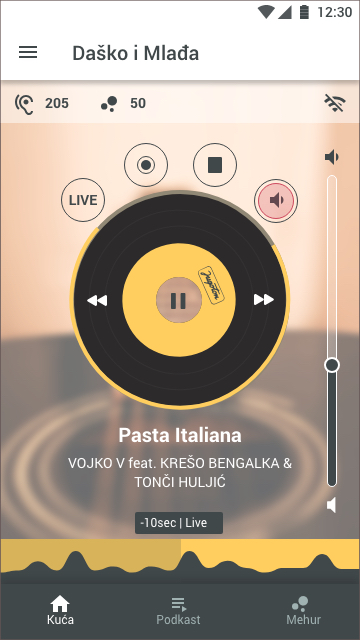 12:30
Daško i Mlađa
205
50
LIVE
Jugoton
Pasta Italiana
VOJKO V feat. KREŠO BENGALKA &
TONČI HULJIĆ
-10sec | Live
Kuća
Podkast
Mehur